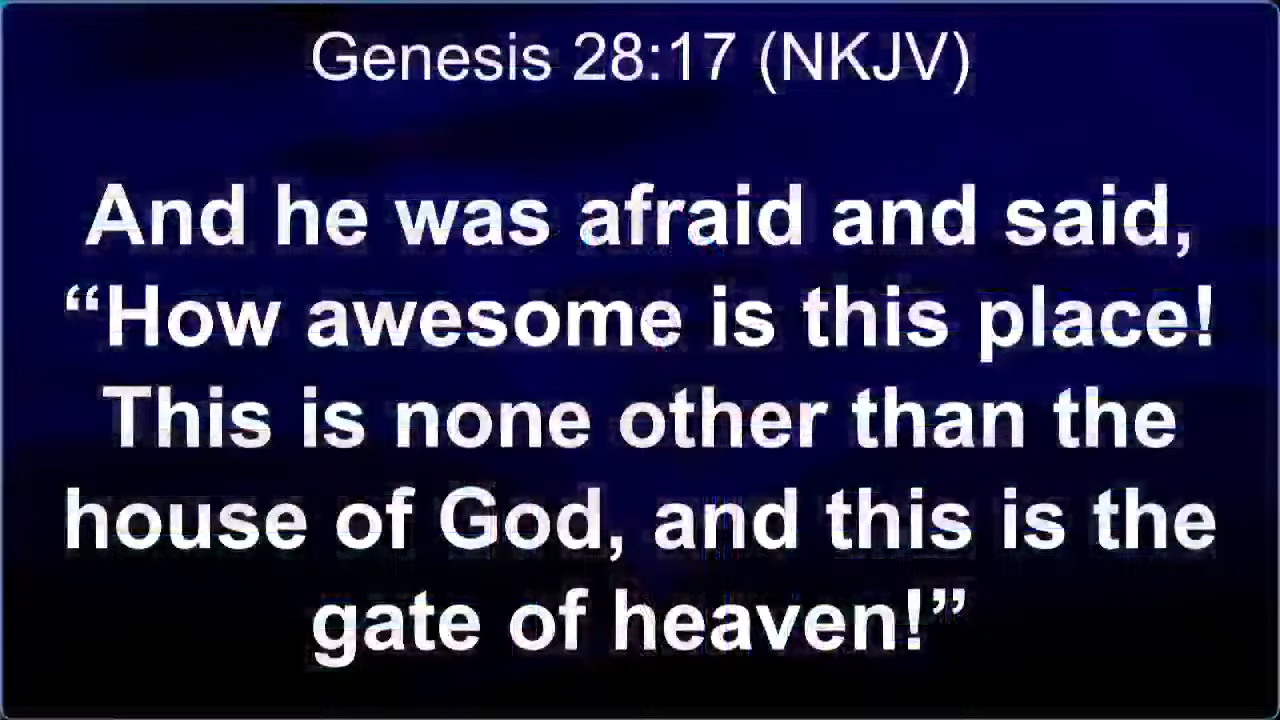 Genesis 28:17 (NKJV)
And he was afraid and said,
“How awesome is this place!
This is none other than the
house of God, and this is the
gate of heaven!”